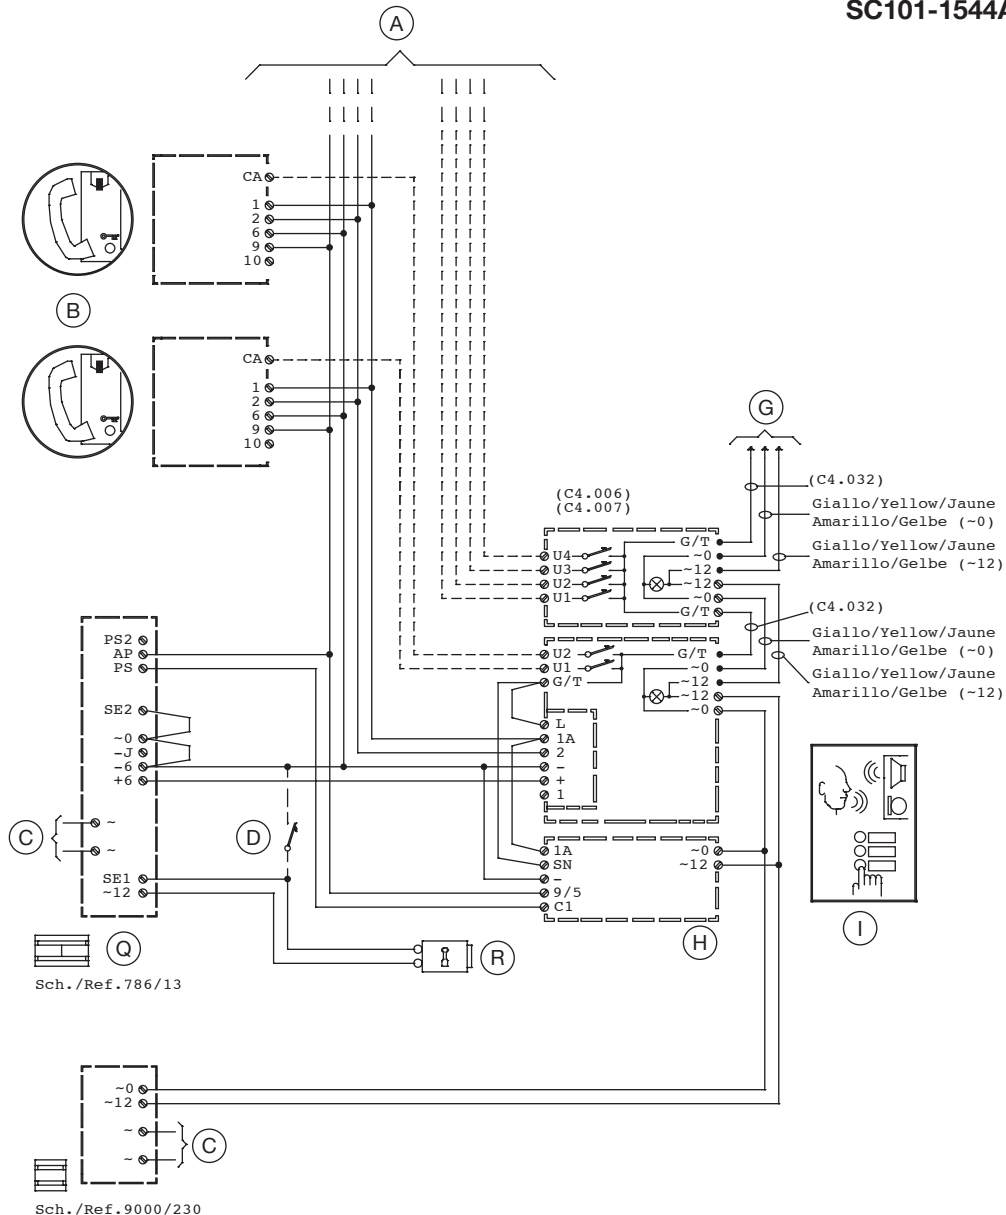 SC101-1544A
A
CA
1
2
6
9
10
B
CA
1
2
6
9
10
G
(C4.032)
Giallo/Yellow/Jaune
Amarillo/Gelbe (~0)
Giallo/Yellow/Jaune
Amarillo/Gelbe (~12)
(C4.006)
(C4.007)
U4
U3
U2
U1
G/T
~0
~12
~12
~0
G/T
(C4.032)
Giallo/Yellow/Jaune
Amarillo/Gelbe (~0)
Giallo/Yellow/Jaune
Amarillo/Gelbe (~12)
U2
U1
G/T
G/T
~0
~12
~12
~0
L
1A
2
-
+
1
PS2
AP
PS
SE2
~0
-J
-6
+6
~
~
SE1
~12
C
D
1A
SN
-
9/5
C1
~0
~12
H
I
Q
R
Sch./Ref.786/13
~0
~12
~
~
C
Sch./Ref.9000/230